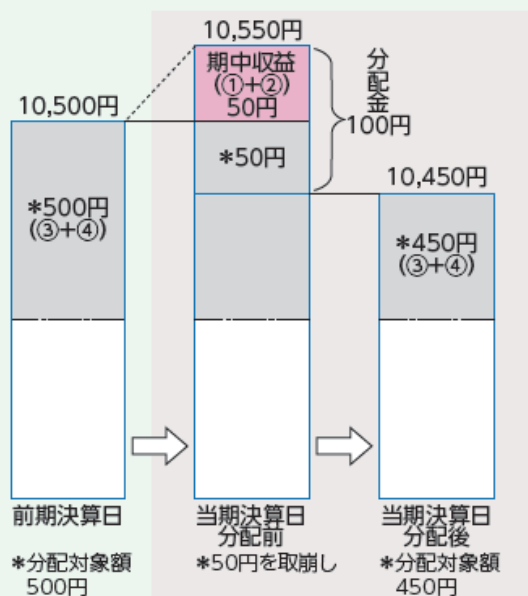 10,550円
期中収益
(①+②)
50円
分配金
100円
10,500円
*50円
10,450円
*500円
(③+④)
*450円
(③+④)
前期決算日
当期決算日
分配前
当期決算日
分配後
*分配対象額
500円
*50円を取崩し
*分配対象額
450円